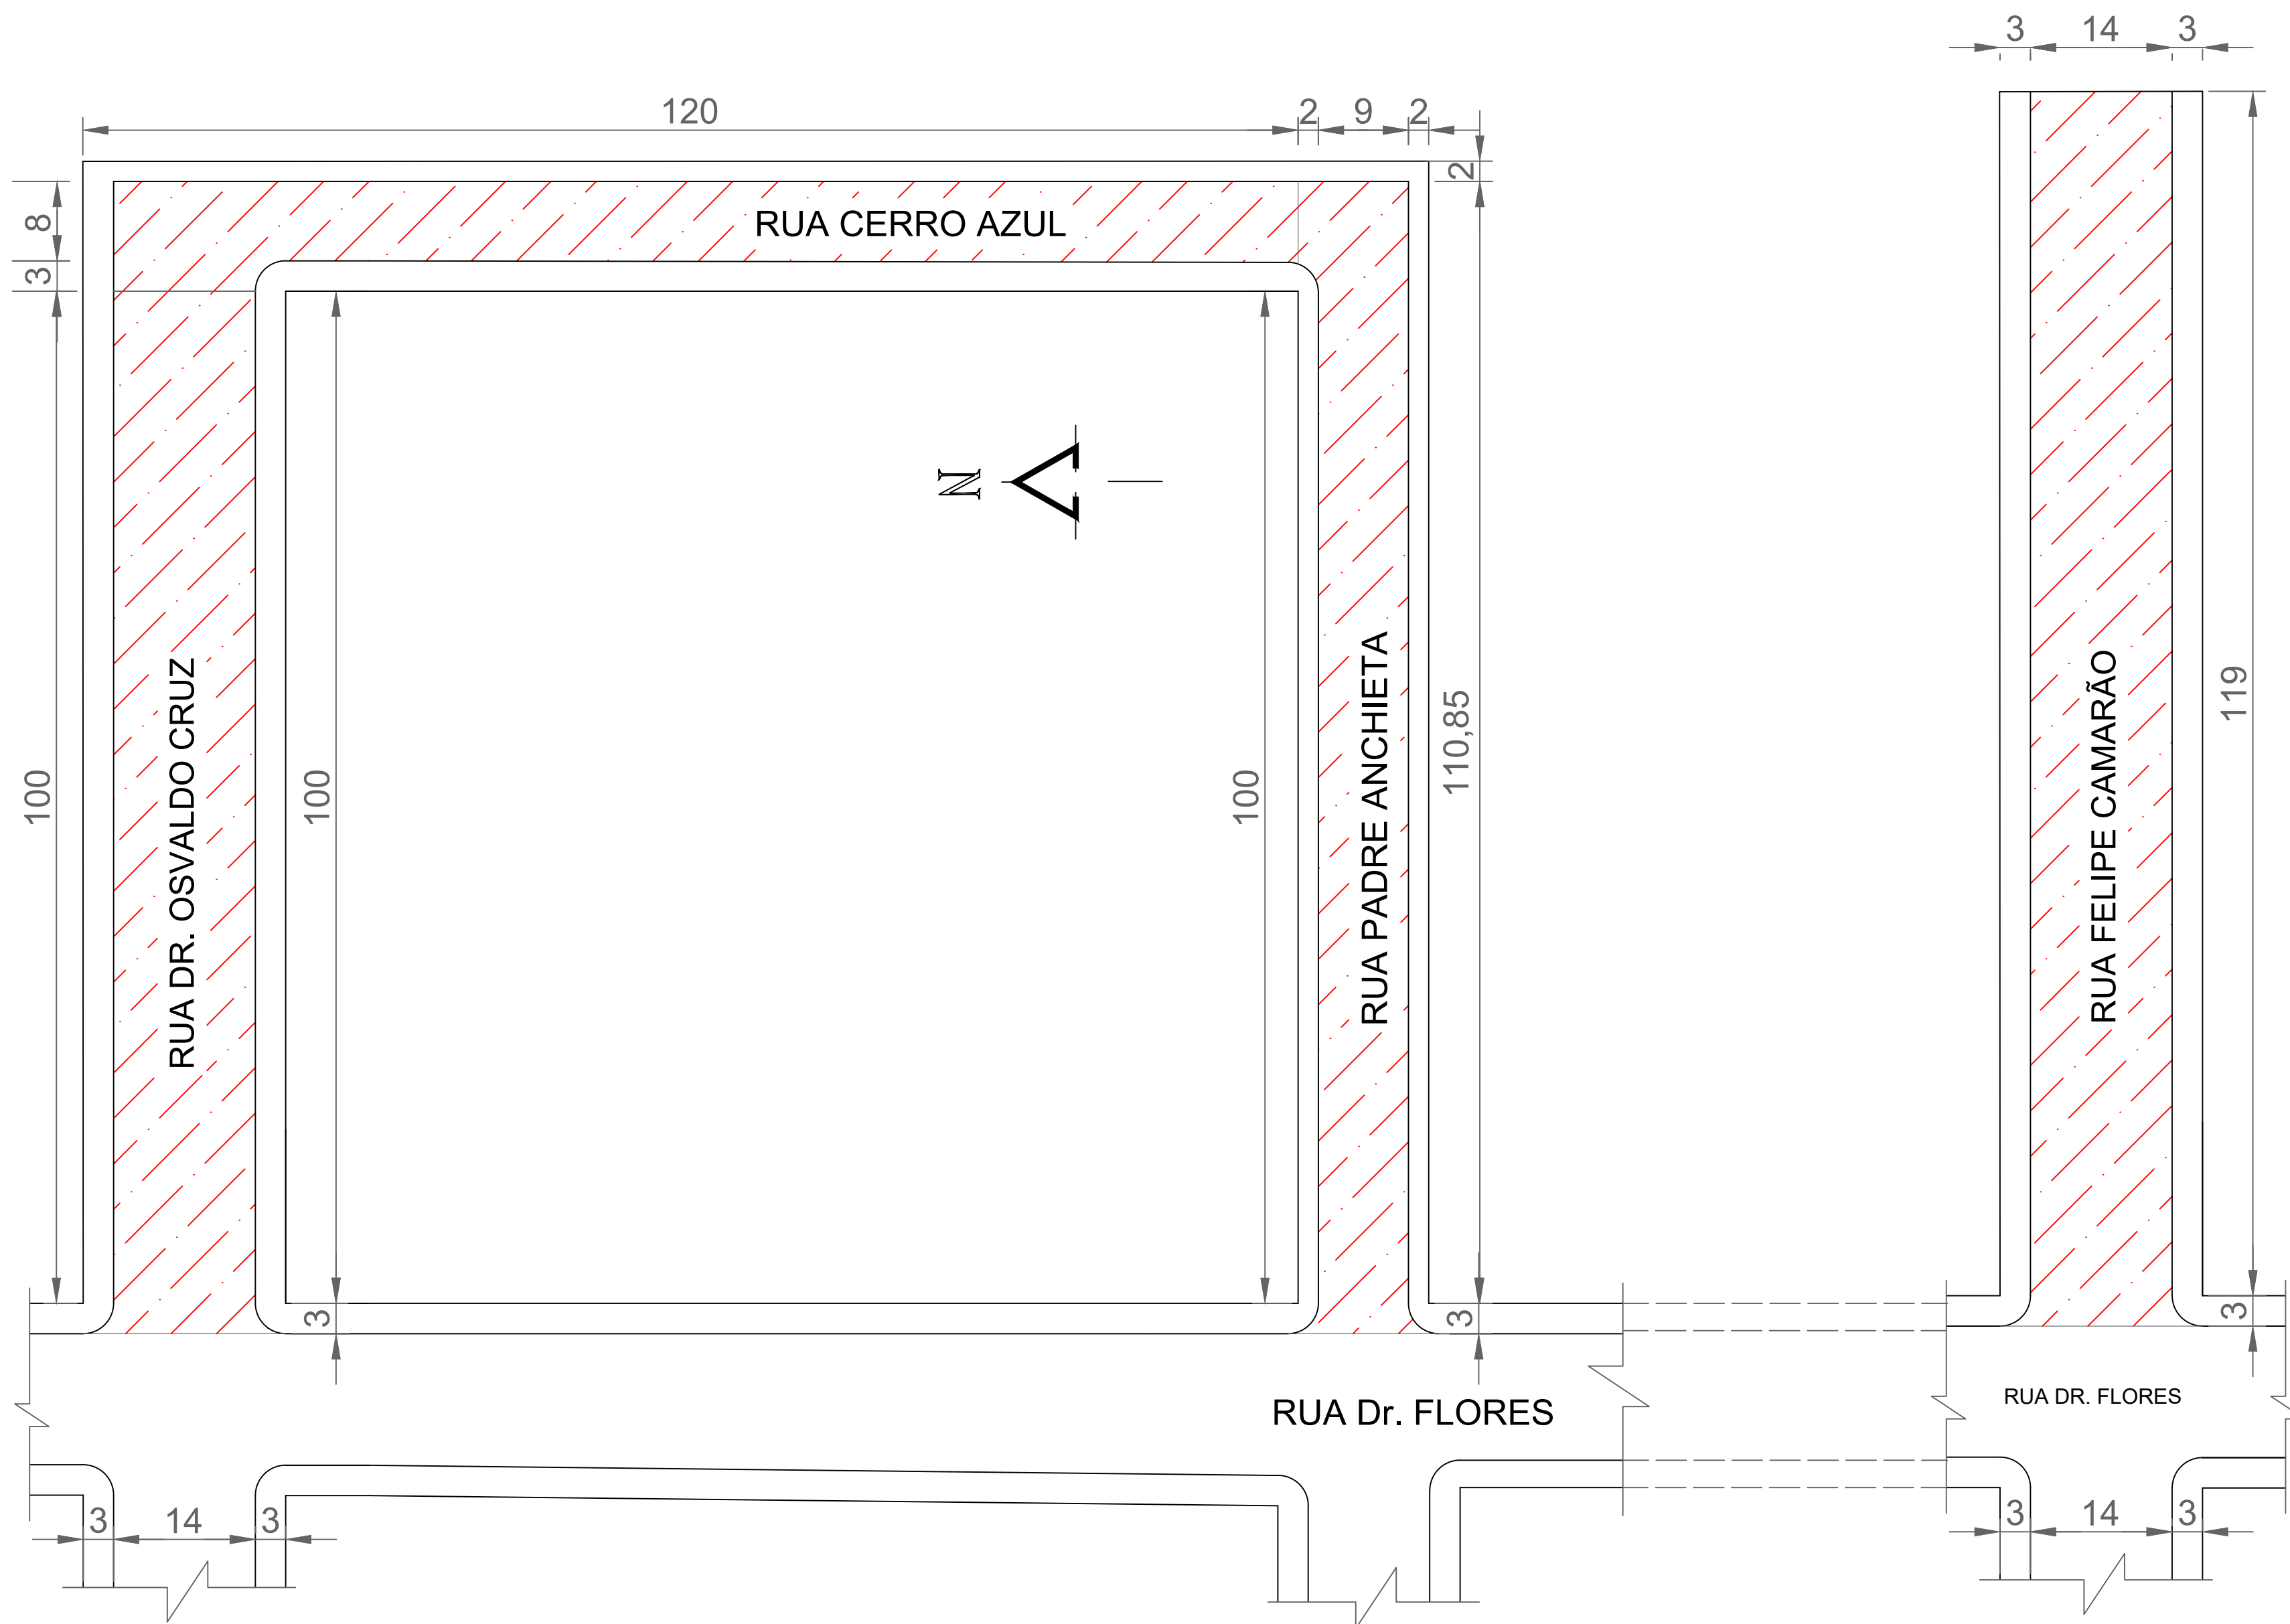 3 14 3
120 2 9 2
2
8
3
RUA CERRO AZUL
N
RUA DR. OSVALDO CRUZ
RUA PADRE ANCHIETA
RUA FELIPE CAMARÃO
100
100
100
110,85
119
3
3
3
RUA Dr. FLORES
RUA DR. FLORES
3 14 3
3 14 3